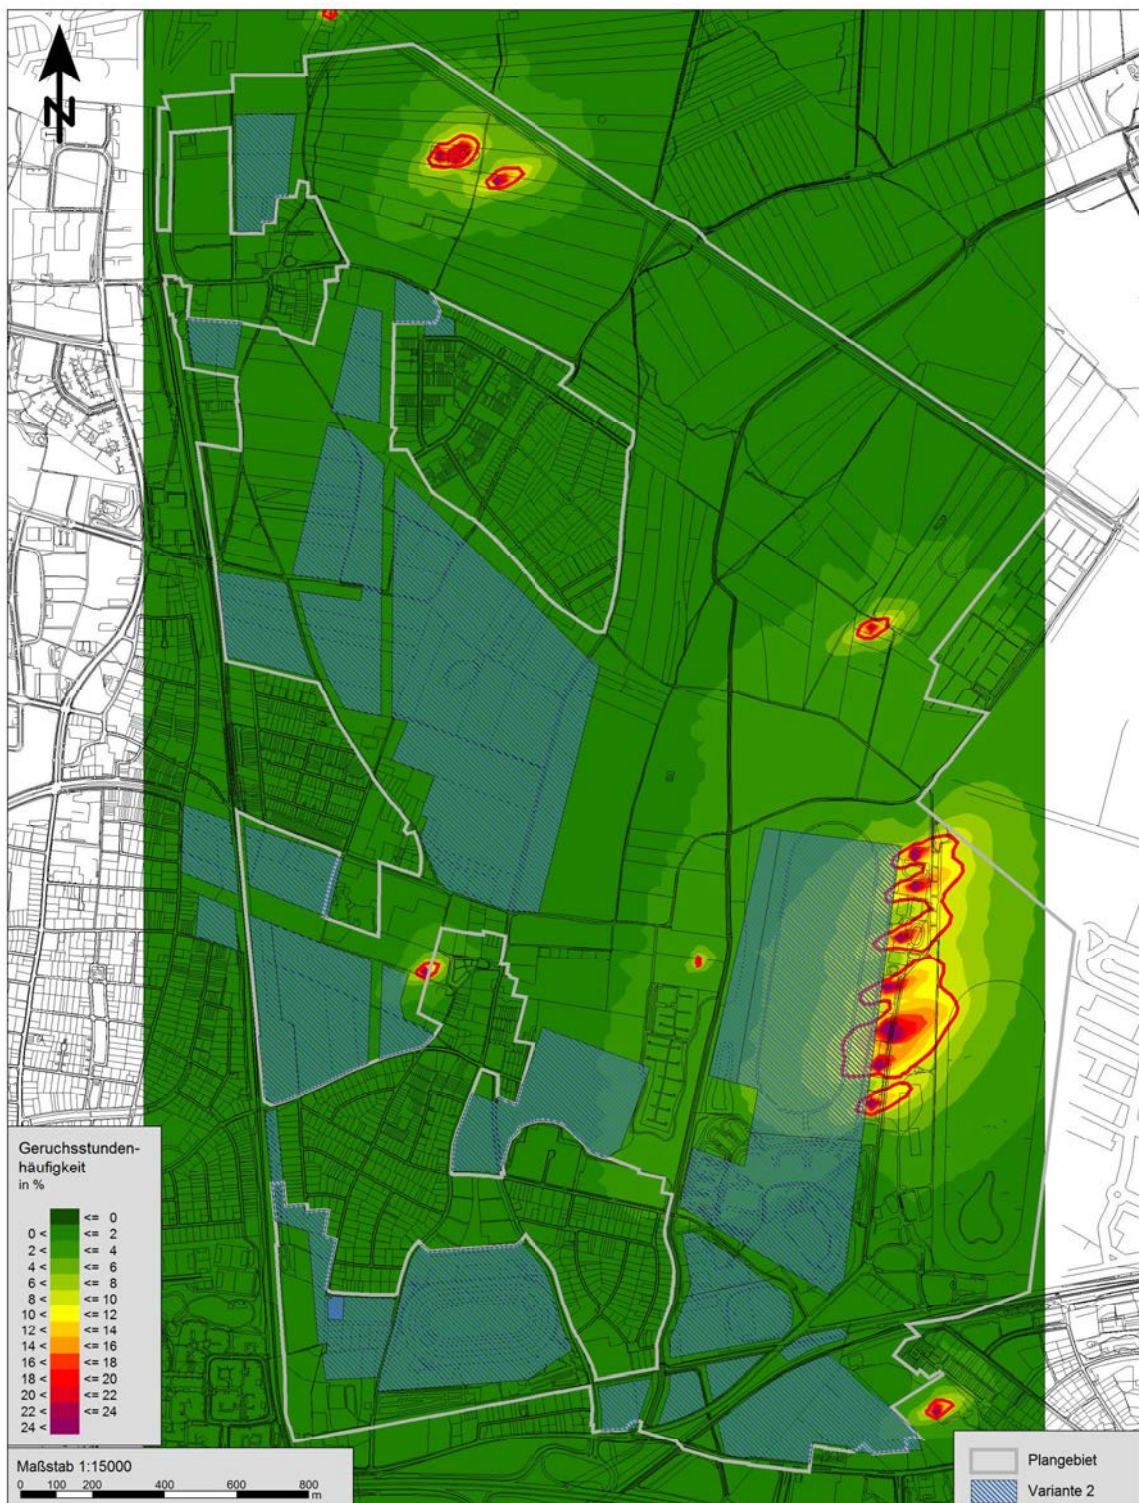 N
Geruchsstunden-
häufigkeit
in %
<= 0
0 < <= 2
2 < <= 4
4 < <= 6
6 < <= 8
8 < <= 10
10 < <= 12
12 < <= 14
14 < <= 16
16 < <= 18
18 < <= 20
20 < <= 22
22 < <= 24
24 <
Maßstab 1:15000
0 100 200 400 600 800
m
Plangebiet
Variante 2